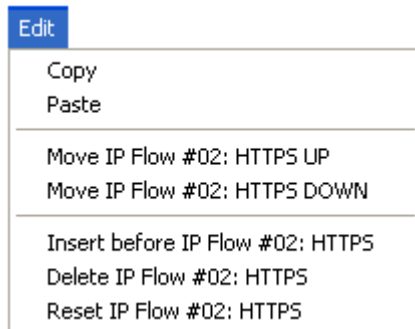 Edit
Copy
Paste
Move IP Flow #02: HTTPS UP
Move IP Flow #02: HTTPS DOWN
Insert before IP Flow #02: HTTPS
Delete IP Flow #02: HTTPS
Reset IP Flow #02: HTTPS